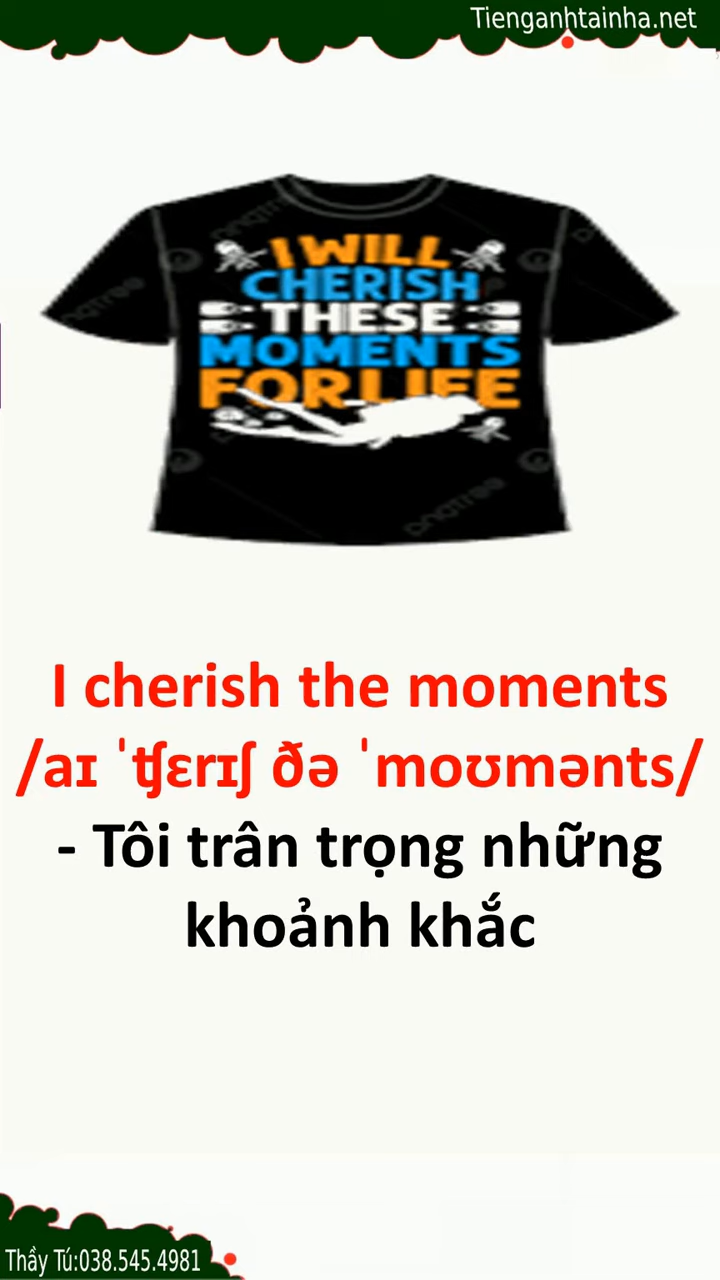 Tienganhtainha.net
I WILL
CHERISH
THESE
MOMENTS
FOR LIFE
pngtree
I cherish the moments
/aɪ ˈʧɛrɪʃ ðə ˈmoʊmənts/
- Tôi trân trọng những
khoảnh khắc
Thầy Tú:038.545.4981